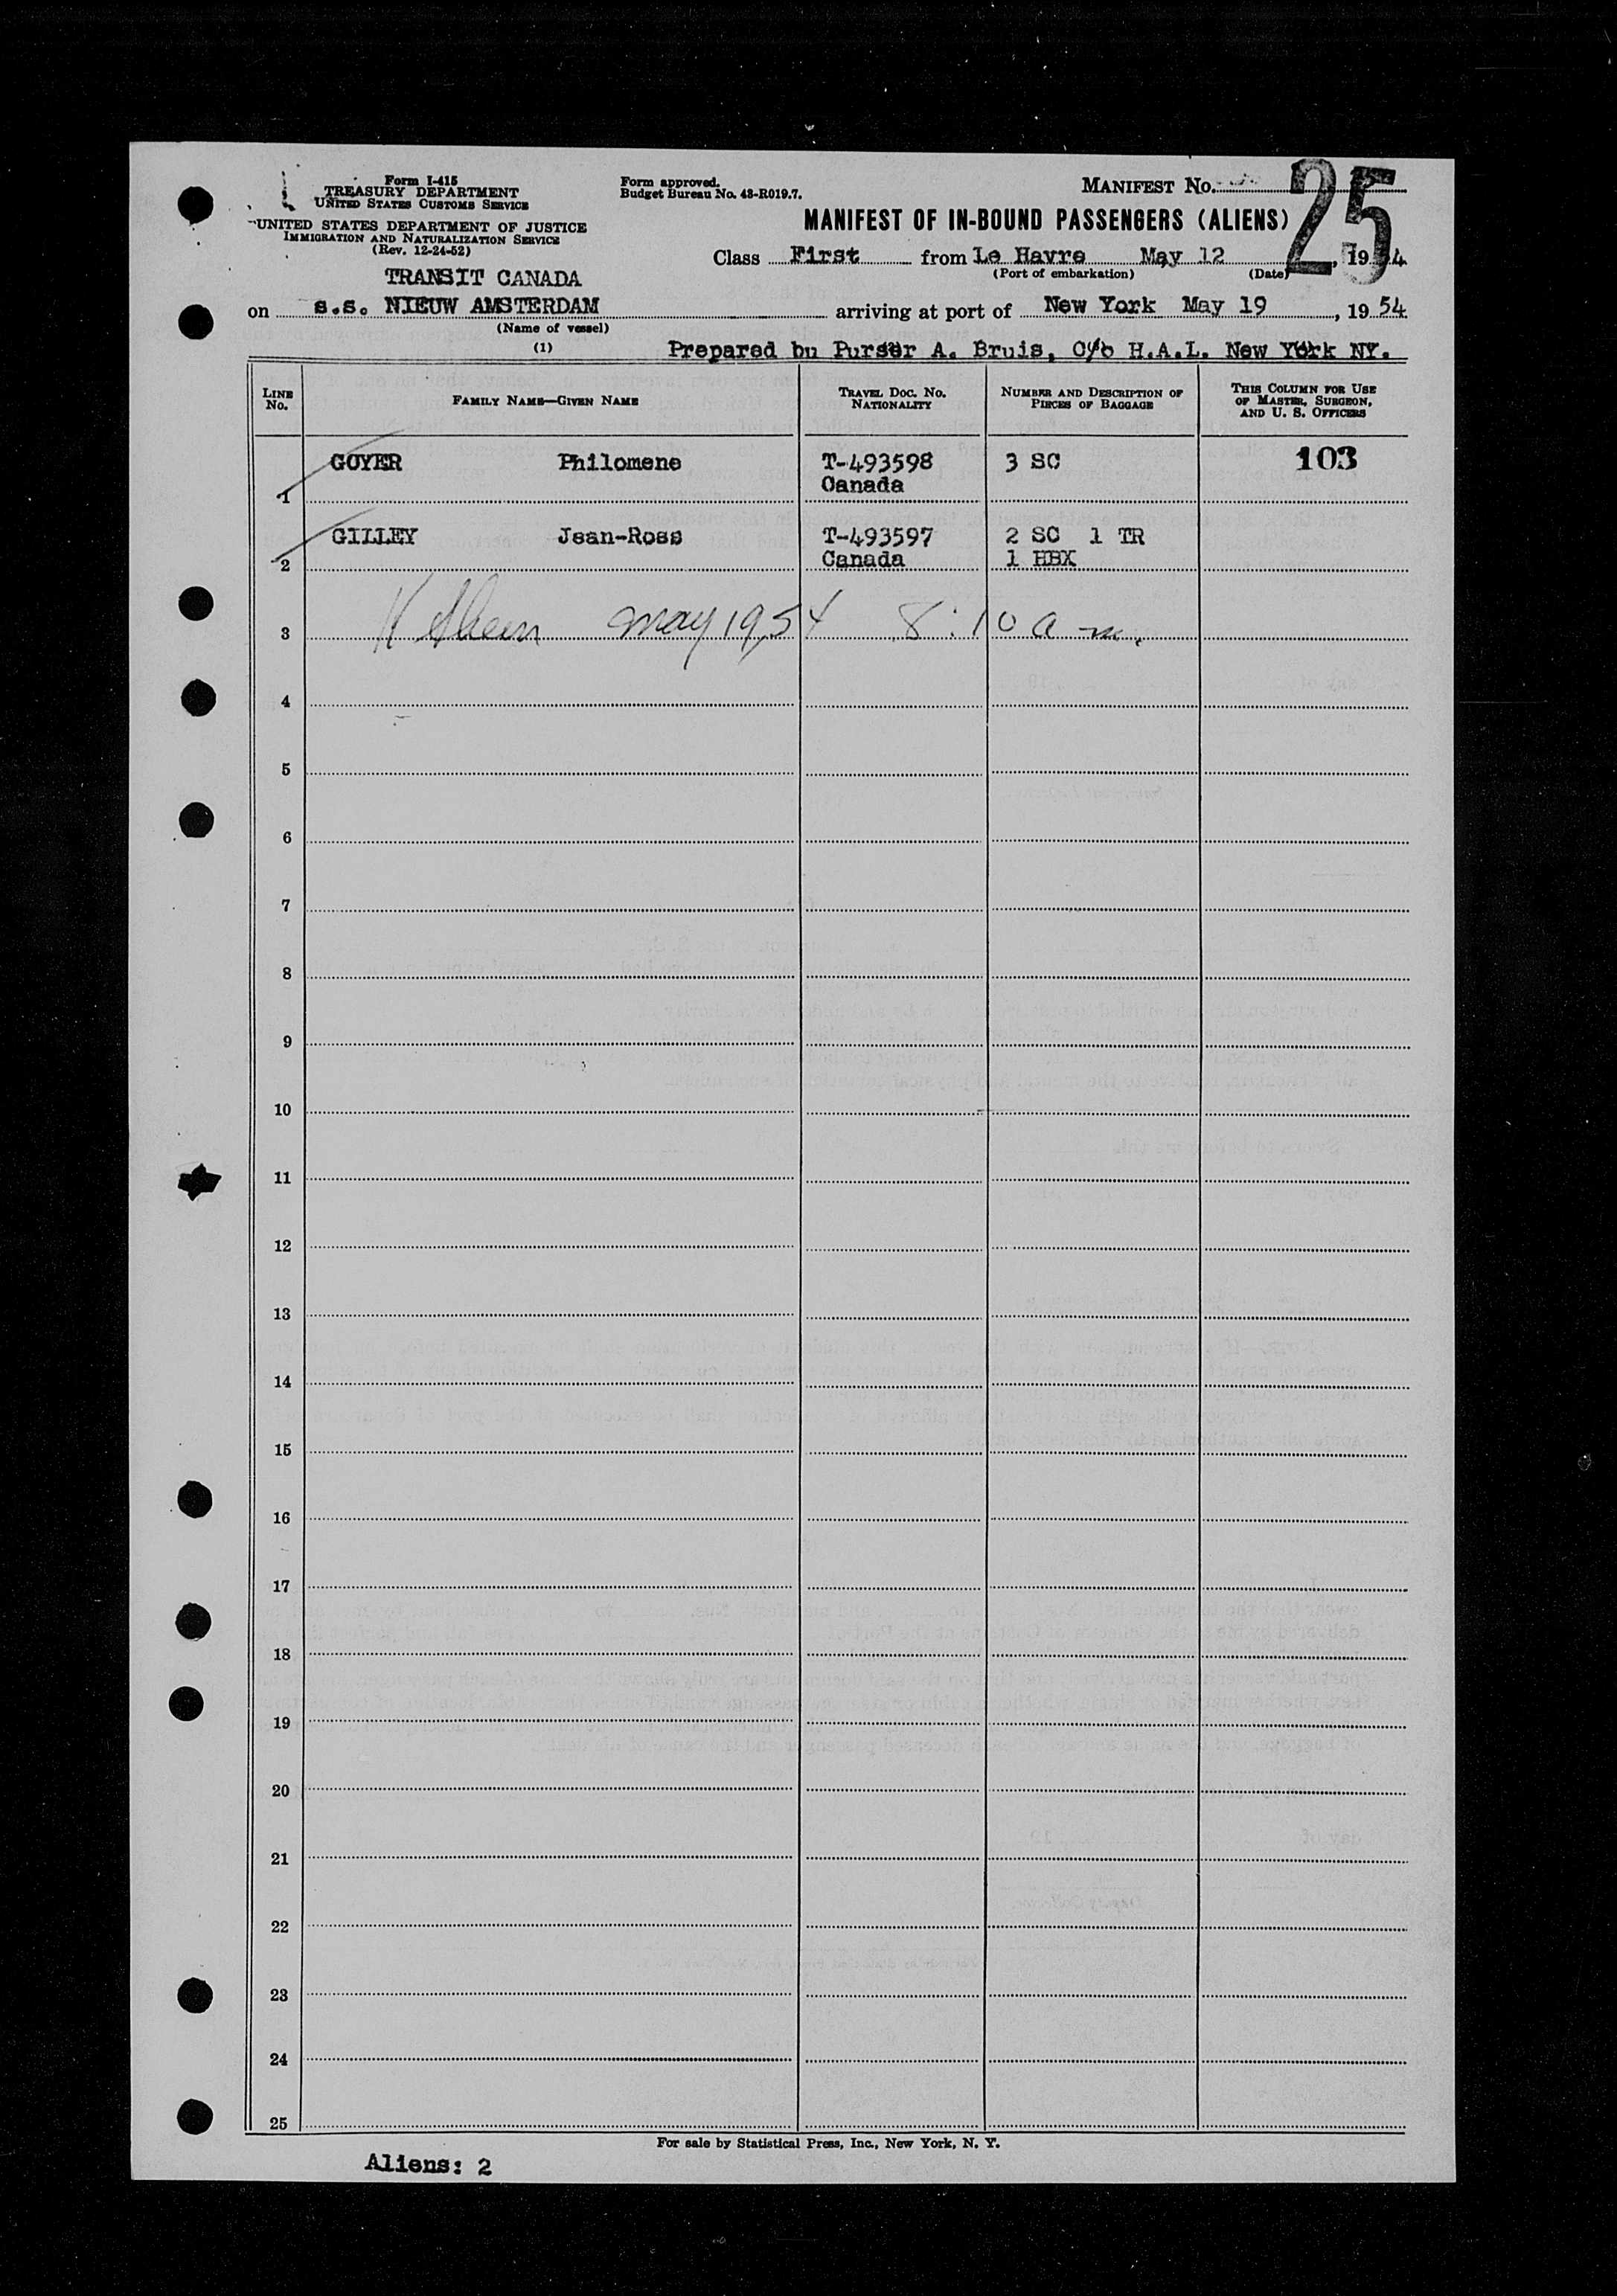 Form I-415
TREASURY DEPARTMENT
UNITED STATES CUSTOMS SERVICE
UNITED STATES DEPARTMENT OF JUSTICE
IMMIGRATION AND NATURALIZATION SERVICE
(Rev. 12-24-52)
Form approved.
Budget Bureau No. 43-R019.7.
MANIFEST No. 25
MANIFEST OF IN-BOUND PASSENGERS (ALIENS)
Class First from Le Havre May 12, 1954
(Port of embarkation) (Date)
TRANSIT CANADA
on s.s. NIEUW AMSTERDAM arriving at port of New York May 19, 1954
(Name of vessel)
(1) Prepared bu Purser A. Bruis, C/o H.A.L. New York NY.
LINE No. FAMILY NAME—GIVEN NAME TRAVEL DOC. No. NATIONALITY NUMBER AND DESCRIPTION OF PIECES OF BAGGAGE THIS COLUMN FOR USE OF MASTER, SURGEON, AND U. S. OFFICERS
GOYER Philomene T-493598 3 SC 103
1 Canada
GILLEY Jean-Ross T-493597 2 SC 1 TR
2 Canada 1 HBX
3 May 19, 54 8:10 a m.
4
5
6
7
8
9
10
11
12
13
14
15
16
17
18
19
20
21
22
23
24
25
For sale by Statistical Press, Inc., New York, N. Y.
Aliens: 2